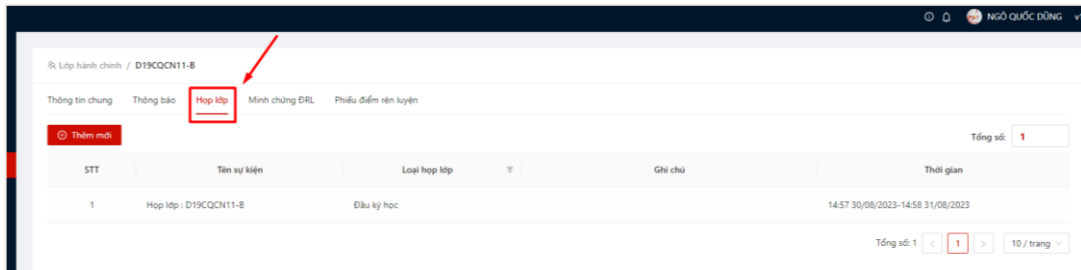 NGÔ QUỐC DŨNG
Lớp hành chính / D19CQCN11-B
Thông tin chung Thông báo Họp lớp Minh chứng ĐRL Phiếu điểm rèn luyện
Thêm mới Tổng số: 1
STT Tên sự kiện Loại họp lớp Ghi chú Thời gian
1 Họp lớp : D19CQCN11-B Đầu kỳ học 14:57 30/08/2023-14:58 31/08/2023
Tổng số: 1 < 1 > 10 / trang